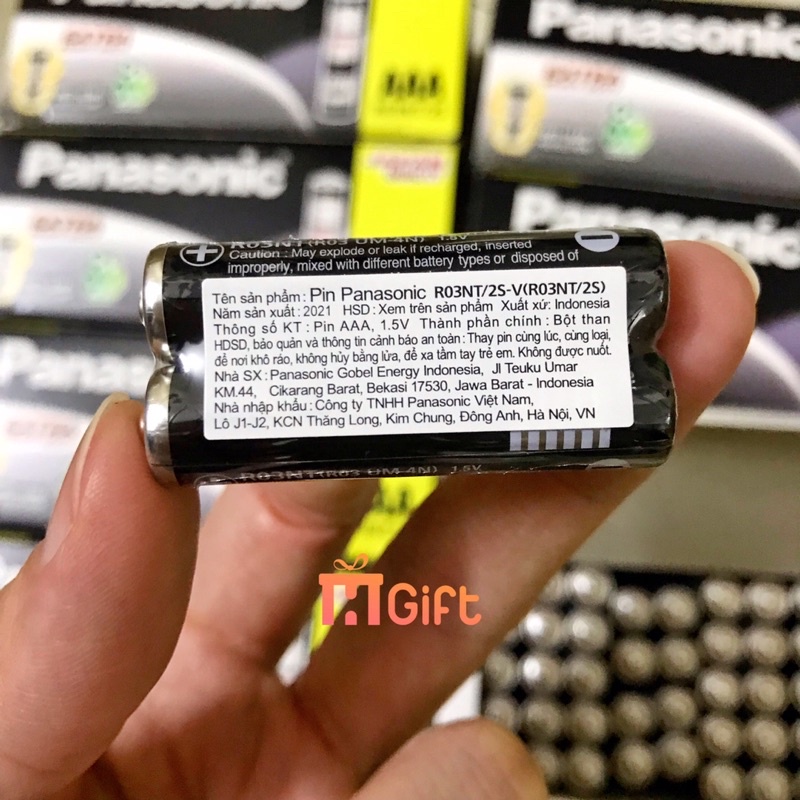 Panasonic
EXTRA
AAA
Panasonic
EXTRA
Panasonic
R03NT(R03 UM-4N) 1.5V
Caution : May explode or leak if recharged, inserted
improperly, mixed with different battery types or disposed of
Tên sản phẩm : Pin Panasonic R03NT/2S-V(R03NT/2S)
Năm sản xuất : 2021 HSD : Xem trên sản phẩm Xuất xứ: Indonesia
Thông số KT : Pin AAA, 1.5V Thành phần chính : Bột than
HDSD, bảo quản và thông tin cảnh báo an toàn : Thay pin cùng lúc, cùng loại,
để nơi khô ráo, không hủy bằng lửa, để xa tầm tay trẻ em. Không được nuốt.
Nhà SX : Panasonic Gobel Energy Indonesia, Jl Teuku Umar
KM.44, Cikarang Barat, Bekasi 17530, Jawa Barat - Indonesia
Nhà nhập khẩu : Công ty TNHH Panasonic Việt Nam,
Lô J1-J2, KCN Thăng Long, Kim Chung, Đông Anh, Hà Nội, VN
R03NT(R03 UM-4N) 1.5V
Gift